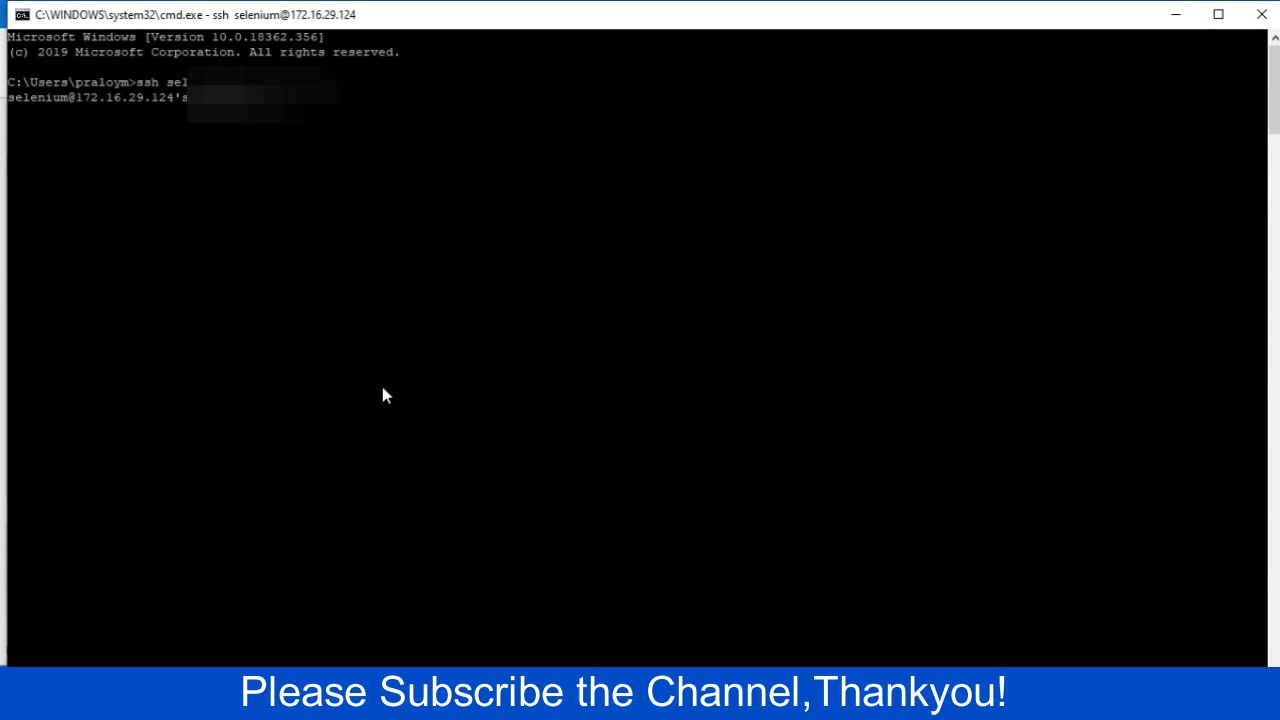 C:\WINDOWS\system32\cmd.exe - ssh selenium@172.16.29.124
Microsoft Windows [Version 10.0.18362.356]
(c) 2019 Microsoft Corporation. All rights reserved.
C:\Users\praloym>ssh sel
selenium@172.16.29.124's
Please Subscribe the Channel,Thankyou!